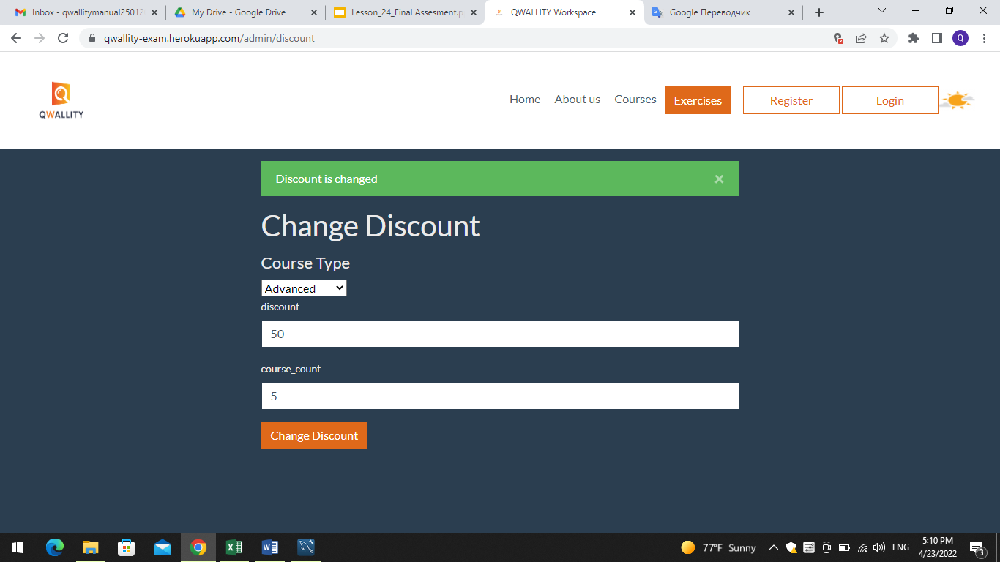 Inbox - qwallitymanual2501
My Drive - Google Drive
Lesson_24_Final Assesment.p
QWALLITY Workspace
Google Переводчик
qwallity-exam.herokuapp.com/admin/discount
Q
QWALLITY
Home
About us
Courses
Exercises
Register
Login
Discount is changed
×
Change Discount
Course Type
Advanced
discount
50
course_count
5
Change Discount
77°F Sunny
ENG
5:10 PM
4/23/2022
3